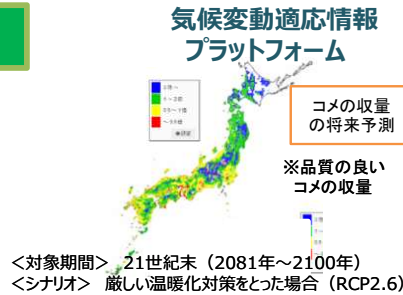 気候変動適応情報
プラットフォーム
コメの収量
の将来予測
※品質の良い
コメの収量
＜対象期間＞ 21世紀末（2081年～2100年）
＜シナリオ＞ 厳しい温暖化対策をとった場合（RCP2.6）